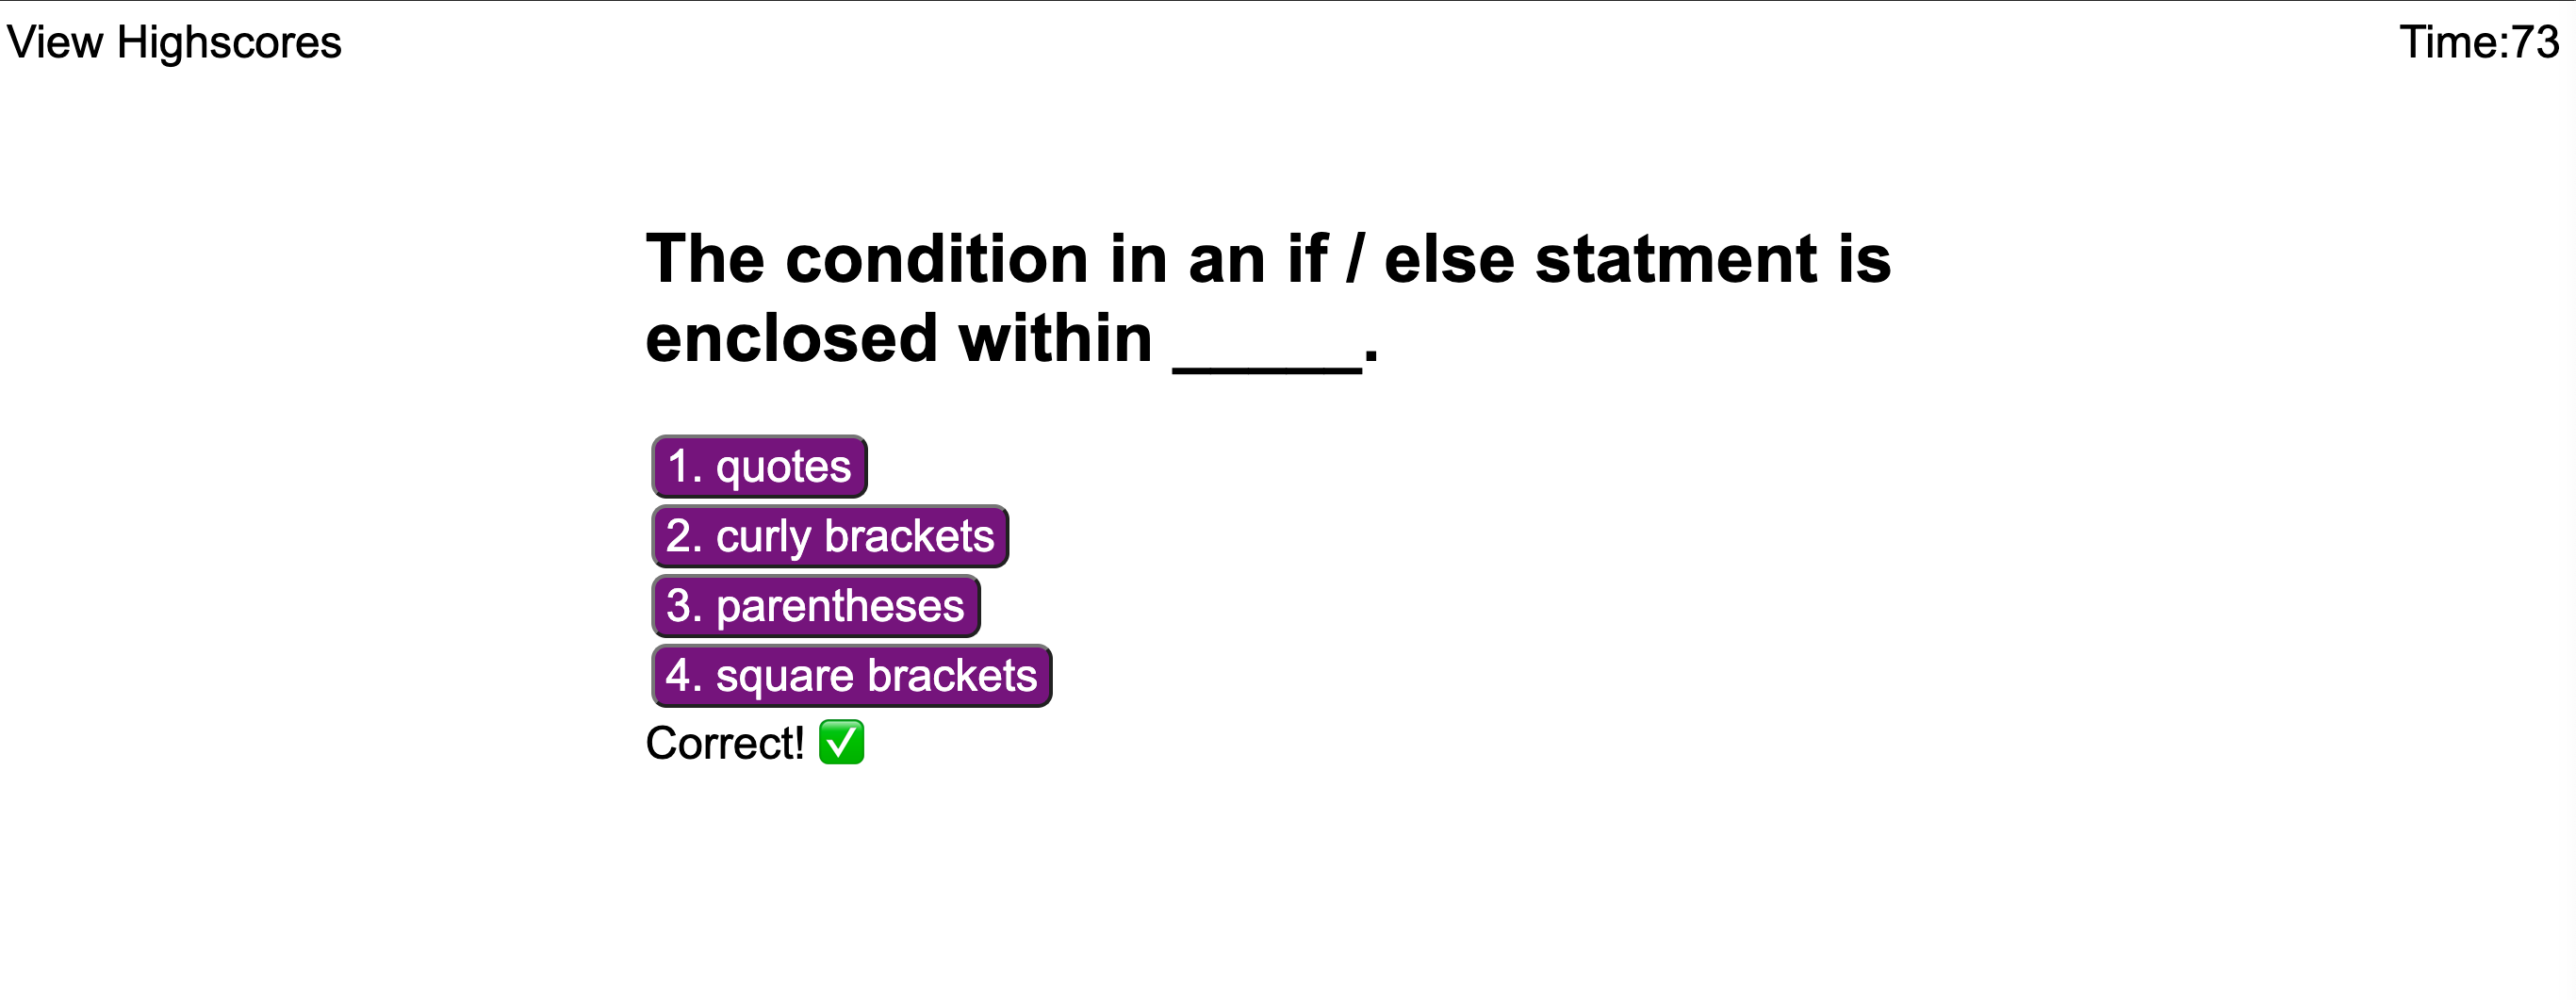 View Highscores
Time:73
The condition in an if / else statment is
enclosed within _____.
1. quotes
2. curly brackets
3. parentheses
4. square brackets
Correct! ✅